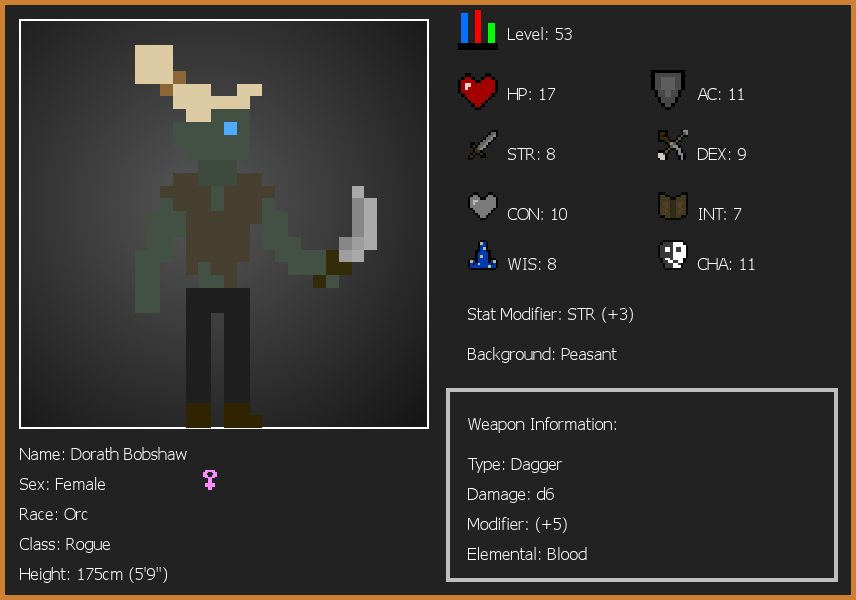 Level: 53
HP: 17
AC: 11
STR: 8
DEX: 9
CON: 10
INT: 7
WIS: 8
CHA: 11
Stat Modifier: STR (+3)
Background: Peasant
Weapon Information:
Type: Dagger
Damage: d6
Modifier: (+5)
Elemental: Blood
Name: Dorath Bobshaw
Sex: Female
Race: Orc
Class: Rogue
Height: 175cm (5'9")